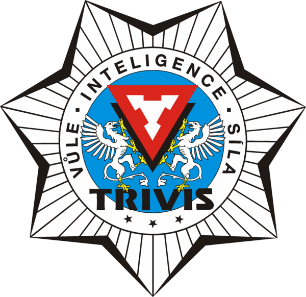 VŮLE · INTELIGENCE · SÍLA
TRIVIS